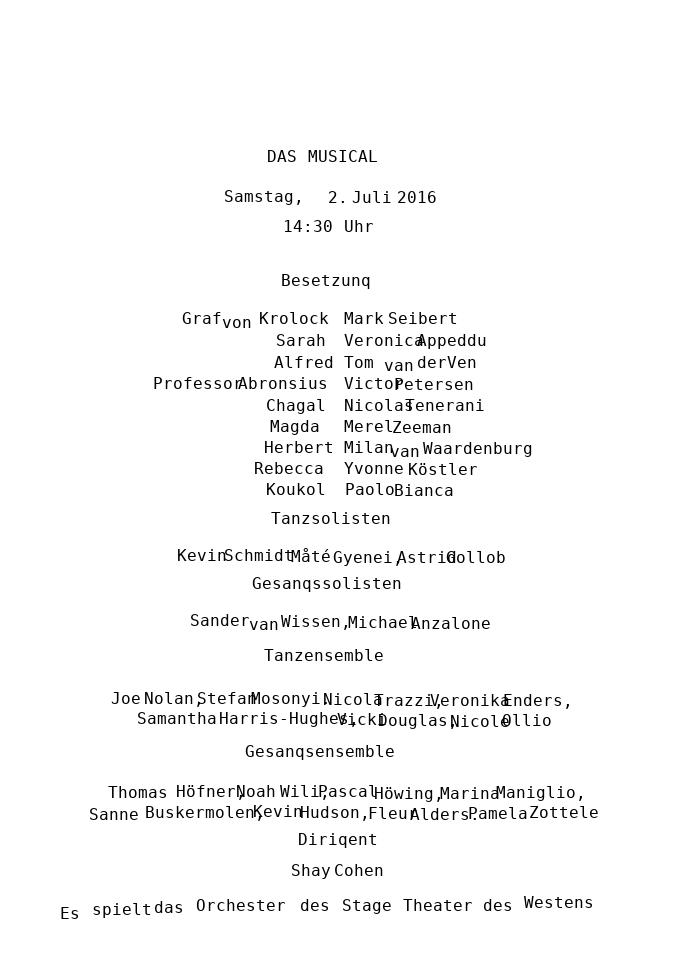 DAS MUSICAL
Samstag, 2. Juli 2016
14:30 Uhr
Besetzunq
Graf von Krolock Mark Seibert
Sarah Veronica Appeddu
Alfred Tom van der Ven
Professor Abronsius Victor Petersen
Chagal Nicolas Tenerani
Magda Merel Zeeman
Herbert Milan van Waardenburg
Rebecca Yvonne Köstler
Koukol Paolo Bianca
Tanzsolisten
Kevin Schmidt Måté Gyenei, Astrid Gollob
Gesanqssolisten
Sander van Wissen, Michael Anzalone
Tanzensemble
Joe Nolan, Stefan Mosonyi. Nicola Trazzi, Veronika Enders,
Samantha Harris-Hughes, Vicki Douglas, Nicole Ollio
Gesanqsensemble
Thomas Höfner, Noah Wili, Pascal Höwing, Marina Maniglio,
Sanne Buskermolen, Kevin Hudson, Fleur Alders. Pamela Zottele
Diriqent
Shay Cohen
Es spielt das Orchester des Stage Theater des Westens